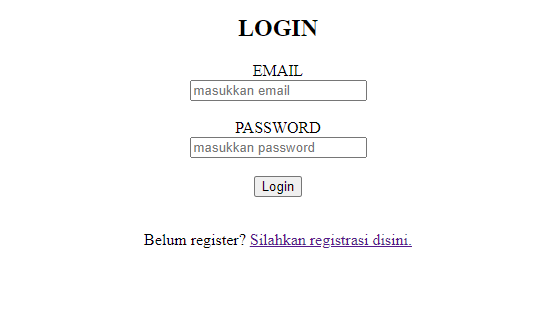 LOGIN
EMAIL
masukkan email
PASSWORD
masukkan password
Login
Belum register? Silahkan registrasi disini.